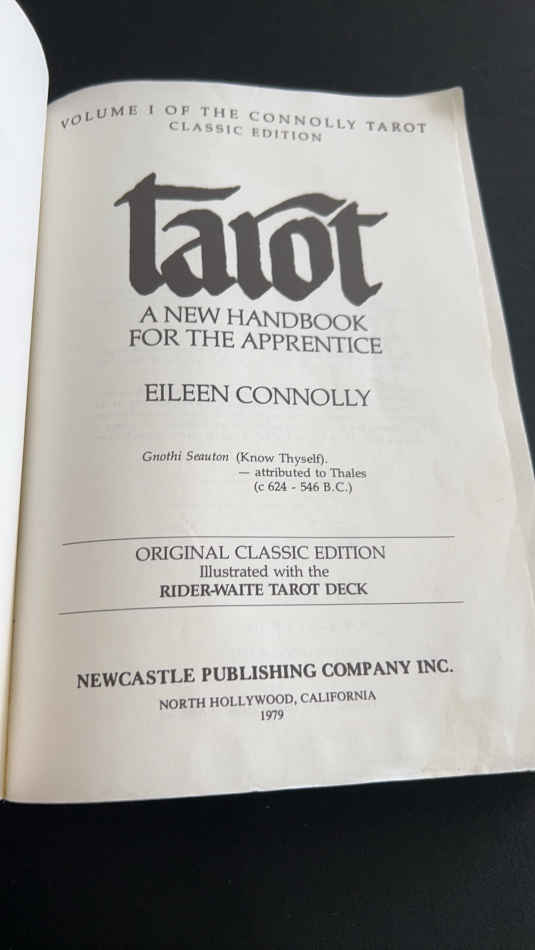 VOLUME I OF THE CONNOLLY TAROT
CLASSIC EDITION
tarot
A NEW HANDBOOK
FOR THE APPRENTICE
EILEEN CONNOLLY
Gnothi Seauton (Know Thyself).
— attributed to Thales
(c 624 - 546 B.C.)
ORIGINAL CLASSIC EDITION
Illustrated with the
RIDER-WAITE TAROT DECK
NEWCASTLE PUBLISHING COMPANY INC.
NORTH HOLLYWOOD, CALIFORNIA
1979